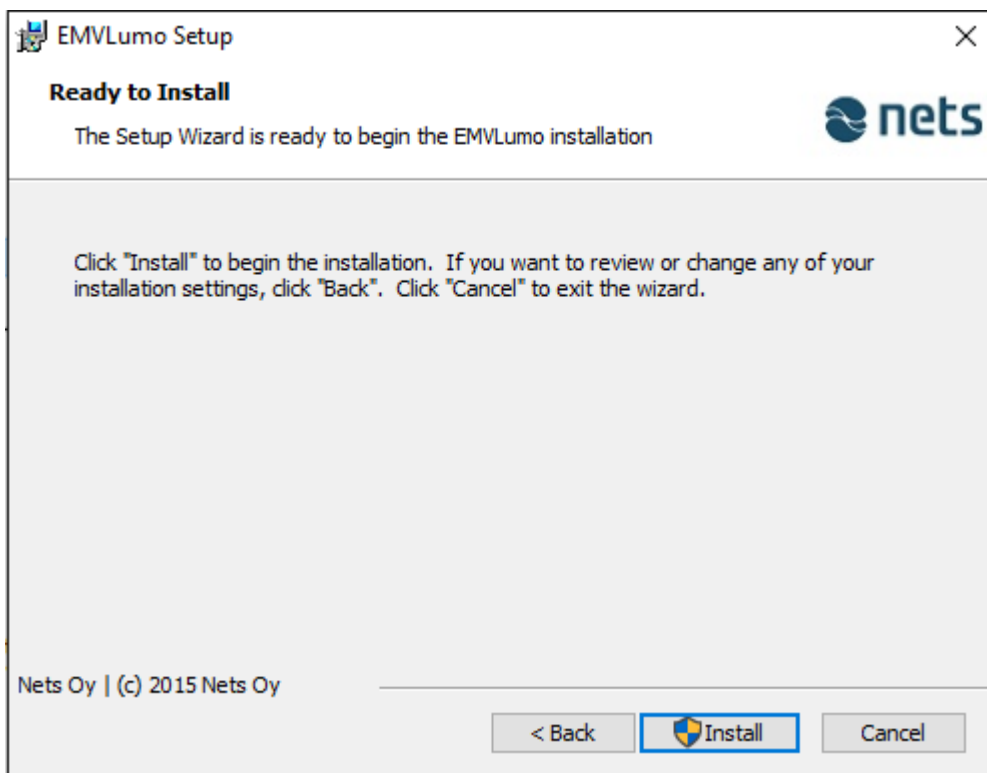 EMVLumo Setup
Ready to Install
The Setup Wizard is ready to begin the EMVLumo installation
nets
Click "Install" to begin the installation.  If you want to review or change any of your
installation settings, click "Back".  Click "Cancel" to exit the wizard.
Nets Oy | (c) 2015 Nets Oy
< Back
Install
Cancel